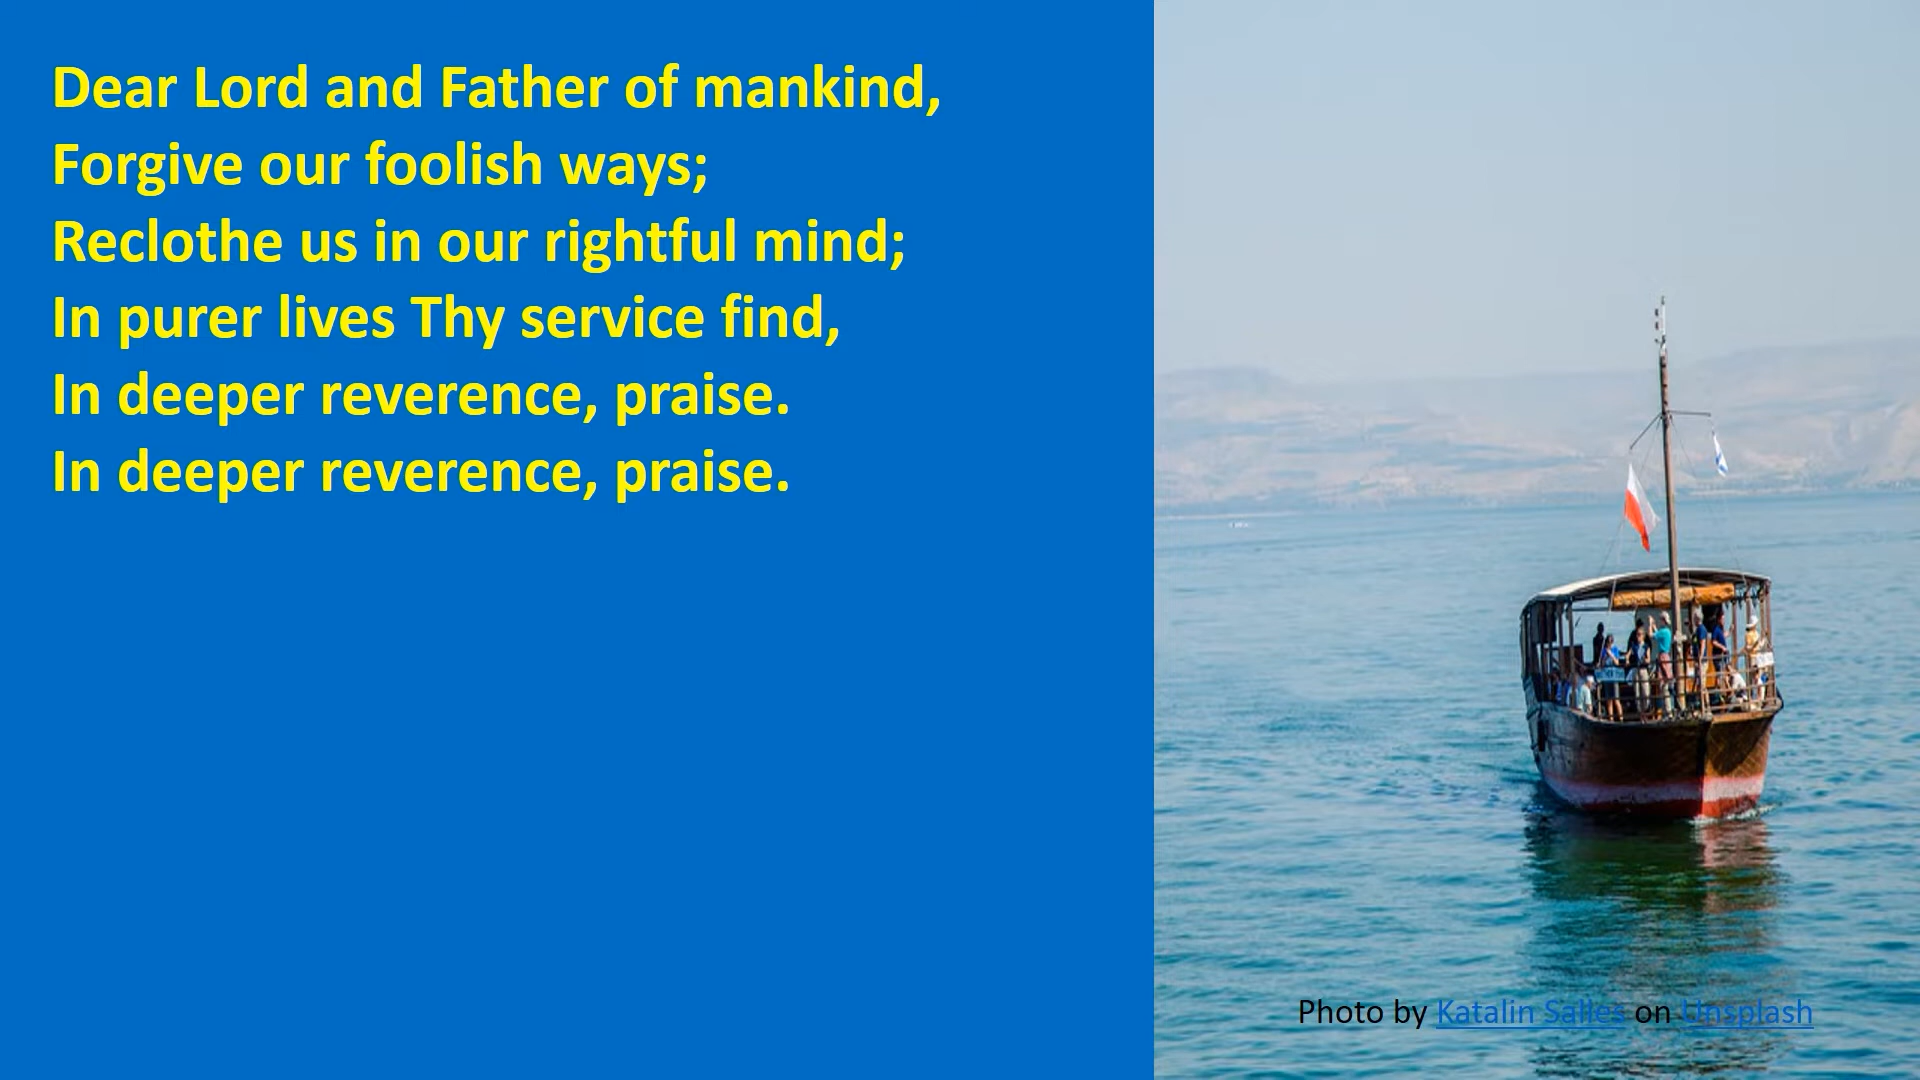 Dear Lord and Father of mankind,
Forgive our foolish ways;
Reclothe us in our rightful mind;
In purer lives Thy service find,
In deeper reverence, praise.
In deeper reverence, praise.
Photo by Katalin Salles on Unsplash